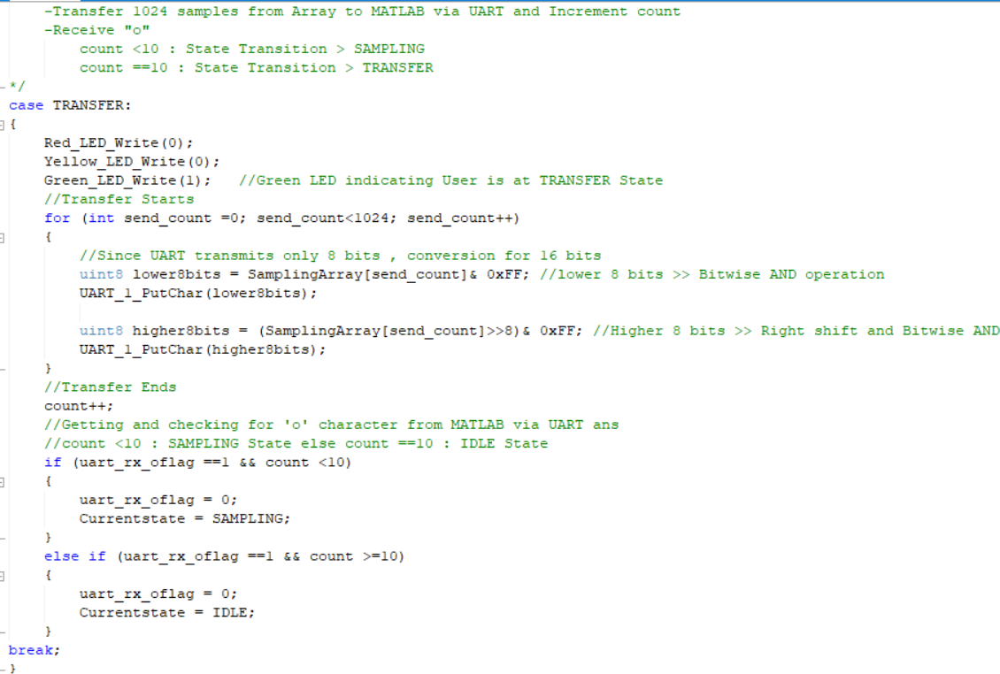 -Transfer 1024 samples from Array to MATLAB via UART and Increment count
-Receive "o"
count <10 : State Transition > SAMPLING
count ==10 : State Transition > TRANSFER
*/
case TRANSFER:
{
Red_LED_Write(0);
Yellow_LED_Write(0);
Green_LED_Write(1);   //Green LED indicating User is at TRANSFER State
//Transfer Starts
for (int send_count =0; send_count<1024; send_count++)
{
//Since UART transmits only 8 bits , conversion for 16 bits
uint8 lower8bits = SamplingArray[send_count]& 0xFF; //lower 8 bits >> Bitwise AND operation
UART_1_PutChar(lower8bits);
uint8 higher8bits = (SamplingArray[send_count]>>8)& 0xFF; //Higher 8 bits >> Right shift and Bitwise AND
UART_1_PutChar(higher8bits);
}
//Transfer Ends
count++;
//Getting and checking for 'o' character from MATLAB via UART ans
//count <10 : SAMPLING State else count ==10 : IDLE State
if (uart_rx_oflag ==1 && count <10)
{
uart_rx_oflag = 0;
Currentstate = SAMPLING;
}
else if (uart_rx_oflag ==1 && count >=10)
{
uart_rx_oflag = 0;
Currentstate = IDLE;
}
break;
}